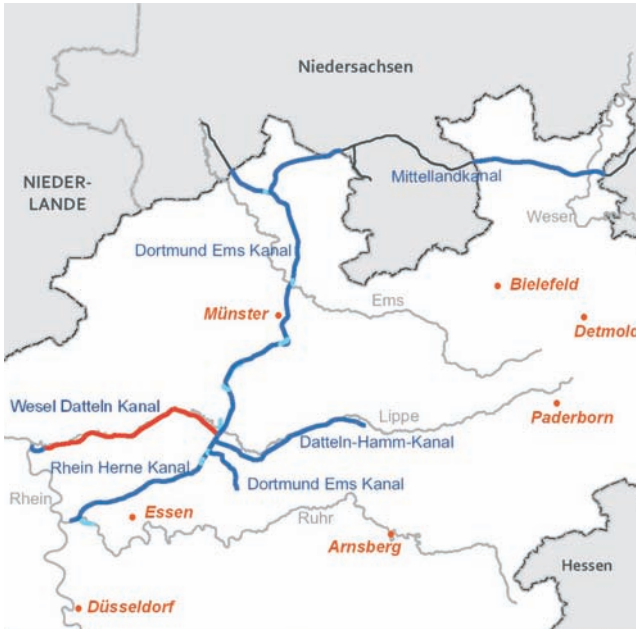 Niedersachsen
NIEDER-
LANDE
Mittellandkanal
Weser
Dortmund Ems Kanal
Bielefeld
Ems
Münster
Detmold
Wesel Datteln Kanal
Lippe
Paderborn
Datteln-Hamm-Kanal
Rhein Herne Kanal
Rhein
Dortmund Ems Kanal
Essen
Ruhr
Arnsberg
Hessen
Düsseldorf